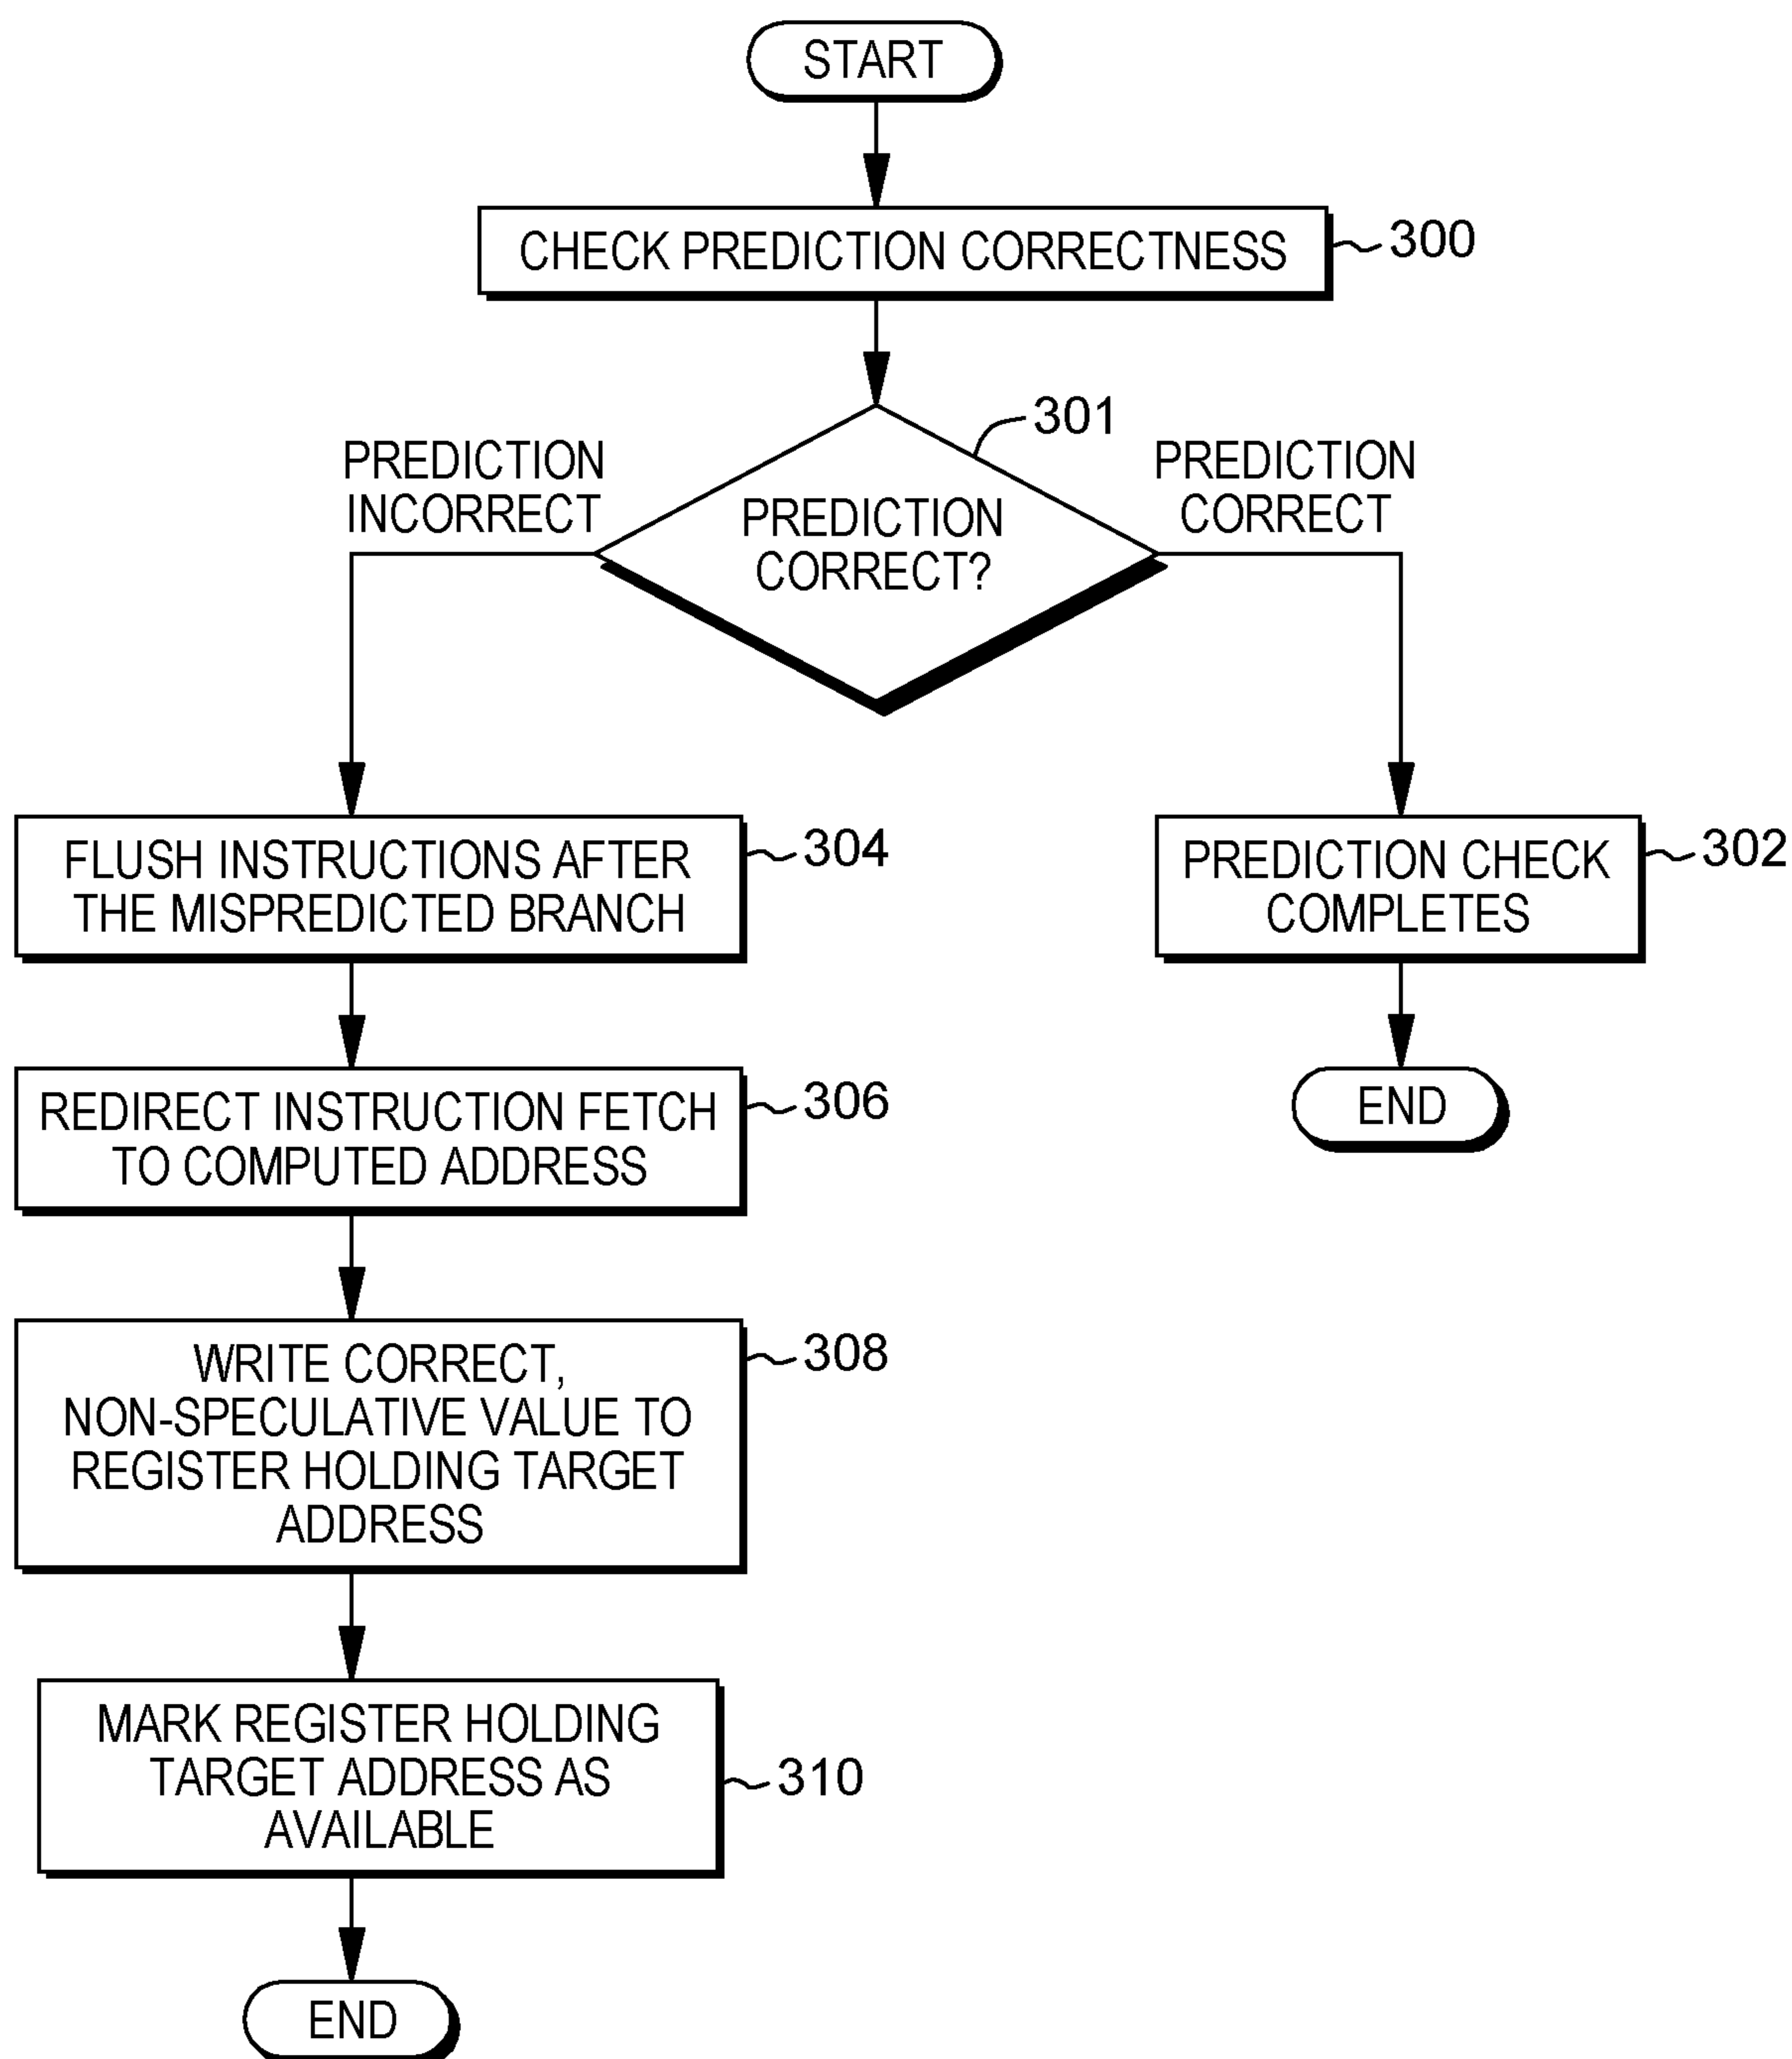 START
CHECK PREDICTION CORRECTNESS
300
301
PREDICTION
INCORRECT
PREDICTION
CORRECT?
PREDICTION
CORRECT
FLUSH INSTRUCTIONS AFTER
THE MISPREDICTED BRANCH
304
PREDICTION CHECK
COMPLETES
302
REDIRECT INSTRUCTION FETCH
TO COMPUTED ADDRESS
306
END
WRITE CORRECT,
NON-SPECULATIVE VALUE TO
REGISTER HOLDING TARGET
ADDRESS
308
MARK REGISTER HOLDING
TARGET ADDRESS AS
AVAILABLE
310
END